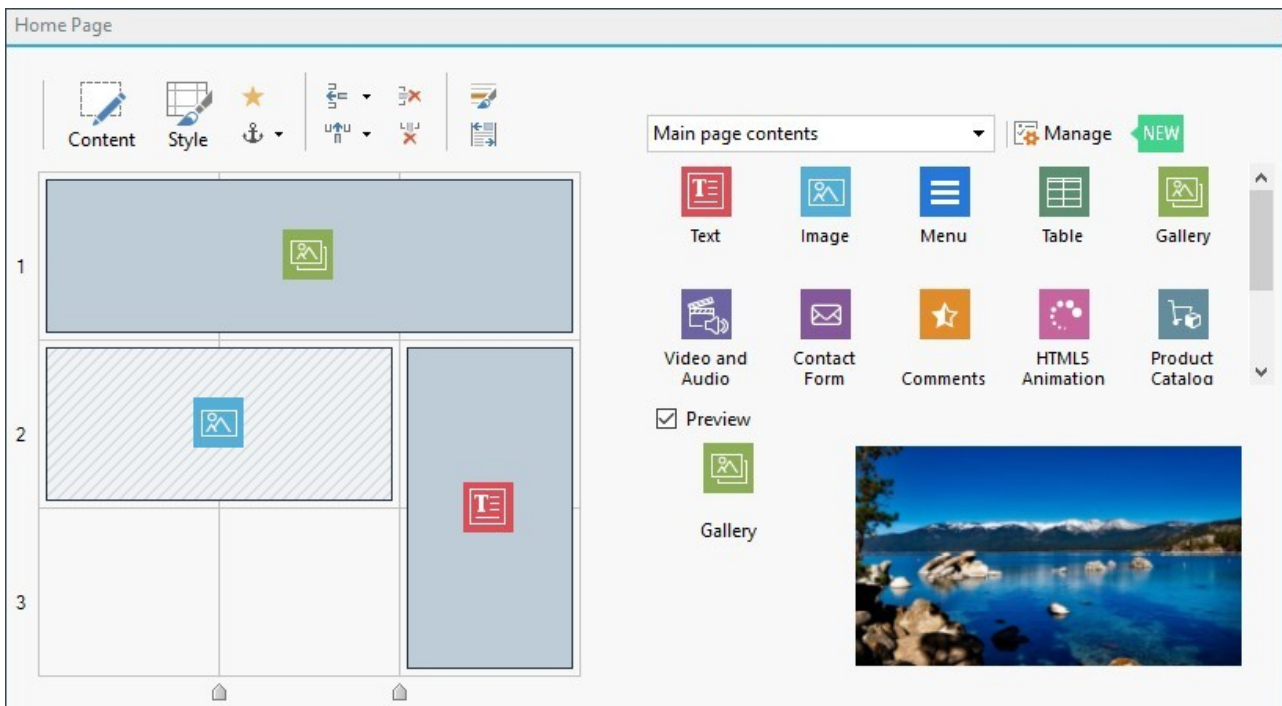 Home Page
Content
Style
Main page contents
Manage
NEW
1
Text
Image
Menu
Table
Gallery
2
Video and
Audio
Contact
Form
Comments
HTML5
Animation
Product
Catalog
Preview
Gallery
3